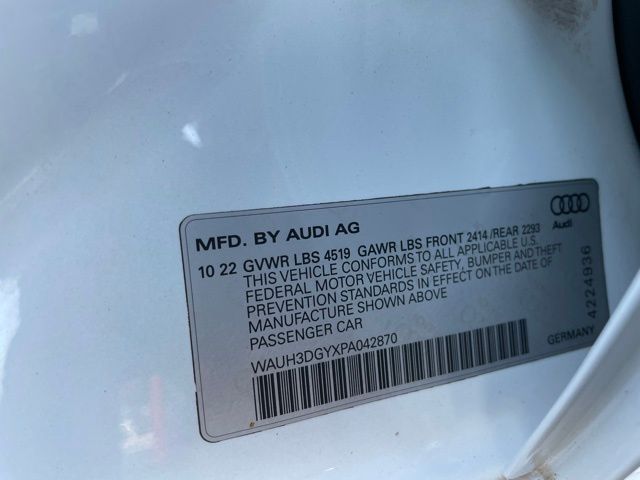 MFD. BY AUDI AG
Audi
10 22 GVWR LBS 4519 GAWR LBS FRONT 2414 /REAR 2293
THIS VEHICLE CONFORMS TO ALL APPLICABLE U.S.
FEDERAL MOTOR VEHICLE SAFETY, BUMPER AND THEFT
PREVENTION STANDARDS IN EFFECT ON THE DATE OF
MANUFACTURE SHOWN ABOVE
PASSENGER CAR
WAUH3DGYXPA042870
GERMANY
4224936